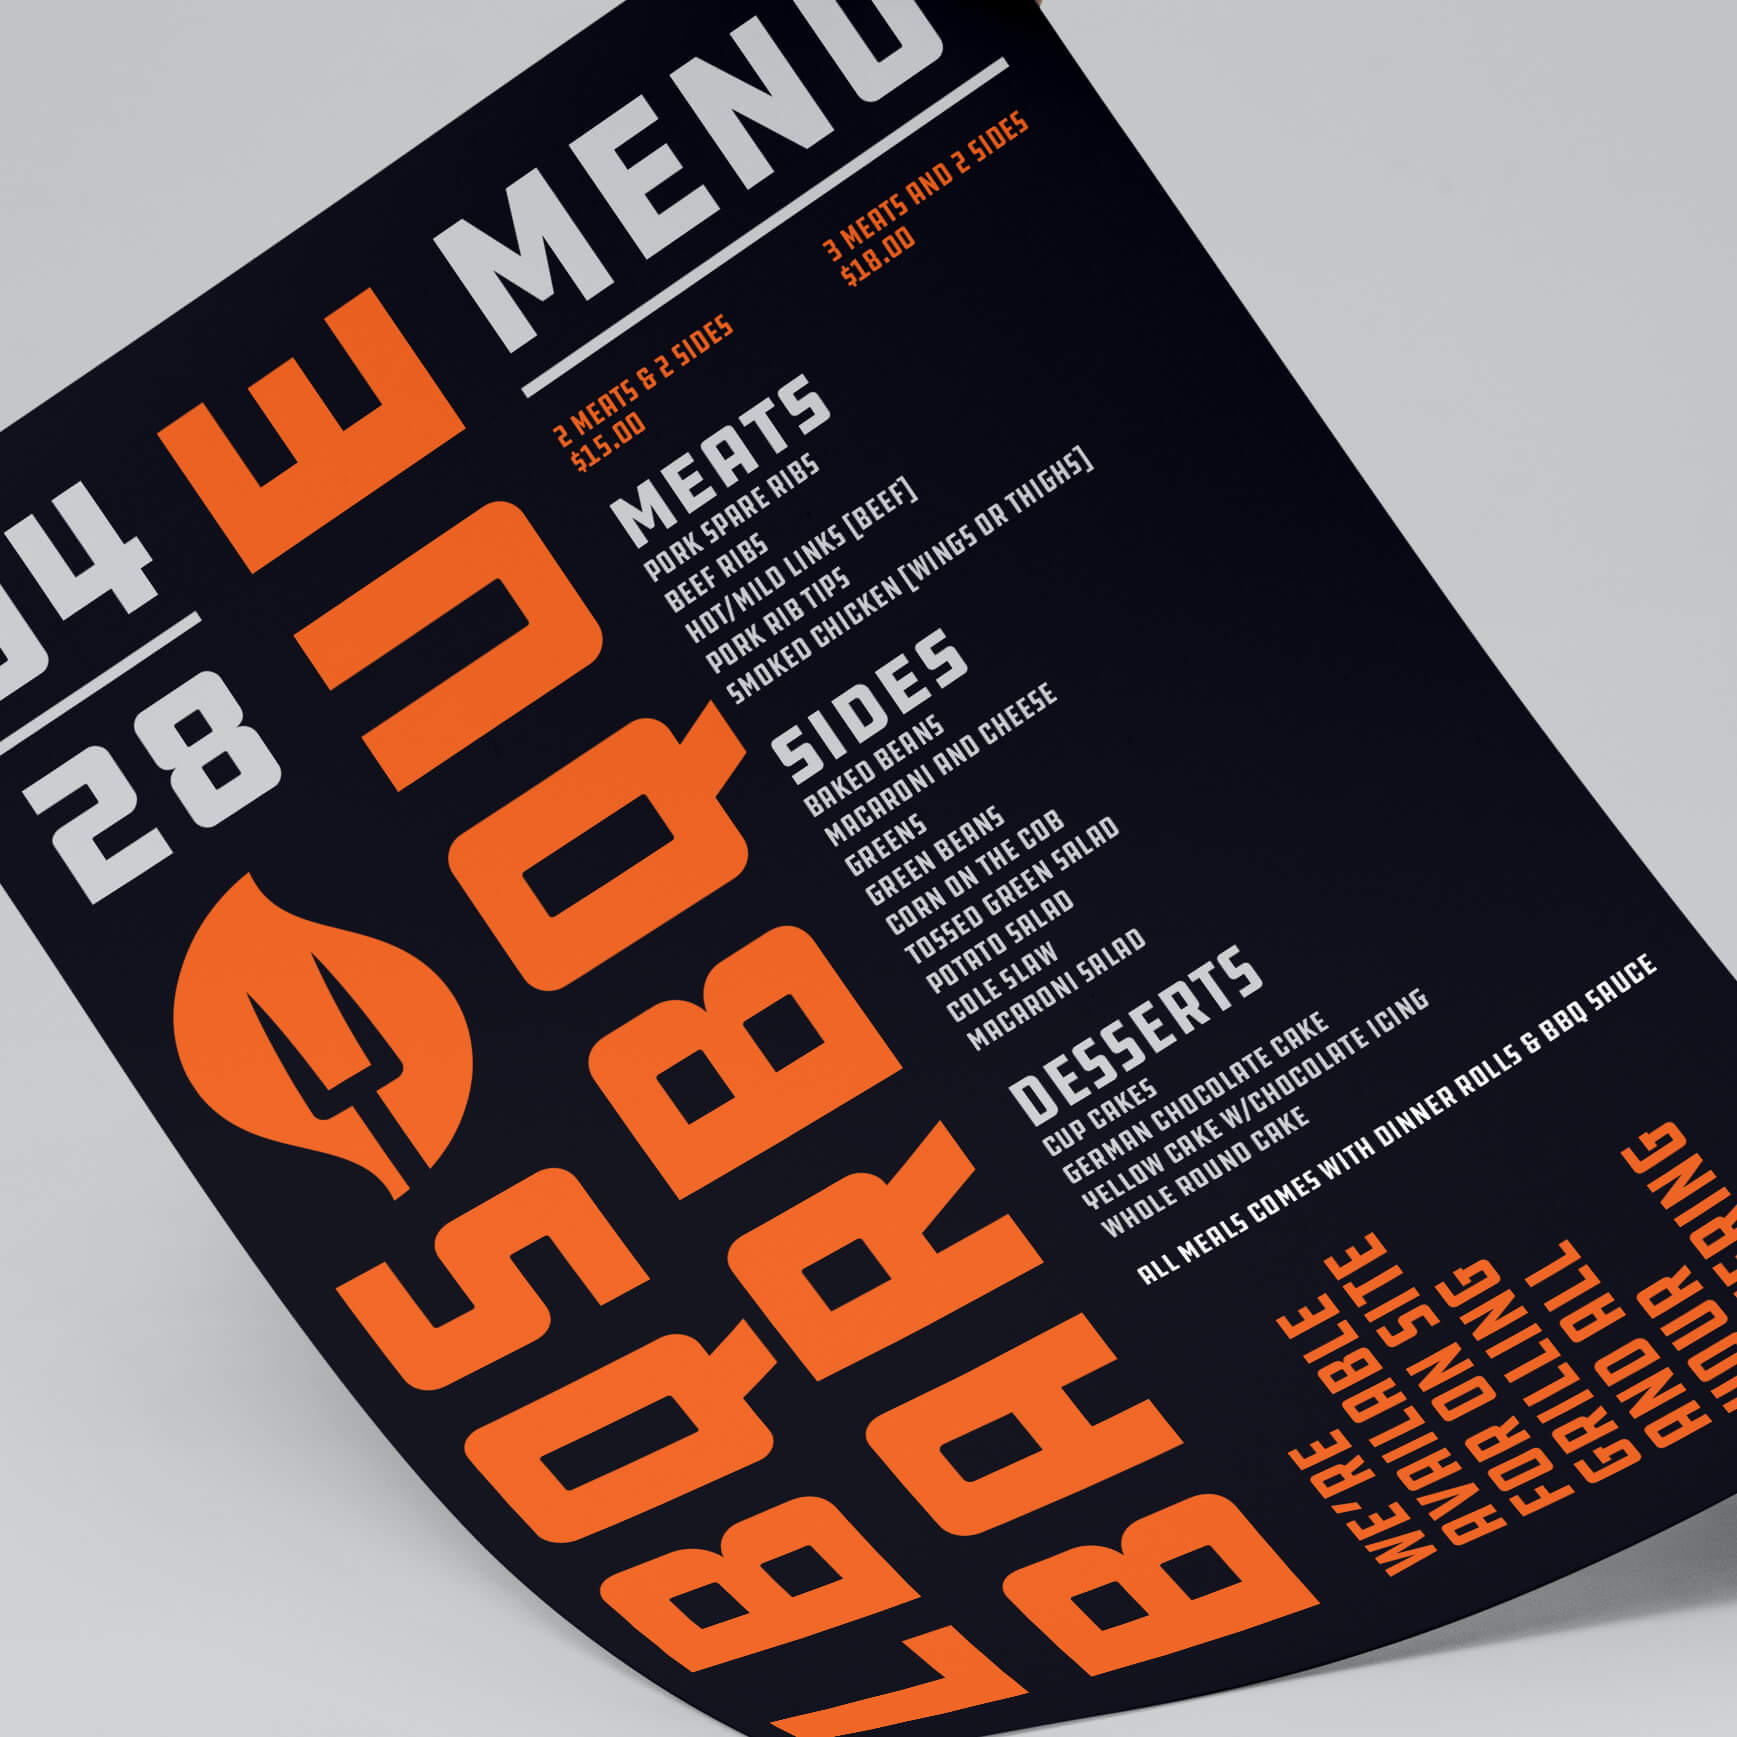 MENU
2 MEATS & 2 SIDES
$15.00
3 MEATS AND 2 SIDES
$18.00
MEATS
PORK SPARE RIBS
BEEF RIBS
HOT/MILD LINKS [BEEF]
PORK RIB TIPS
SMOKED CHICKEN [WINGS OR THIGHS]
SIDES
BAKED BEANS
MACARONI AND CHEESE
GREENS
GREEN BEANS
CORN ON THE COB
TOSSED GREEN SALAD
POTATO SALAD
COLE SLAW
MACARONI SALAD
DESSERTS
CUP CAKES
GERMAN CHOCOLATE CAKE
YELLOW CAKE W/CHOCOLATE ICING
WHOLE ROUND CAKE
ALL MEALS COMES WITH DINNER ROLLS & BBQ SAUCE
WE'RE
AVAILABLE
FOR ON SITE
GRILLING
AND ALL
BARBQUE
BQS
28